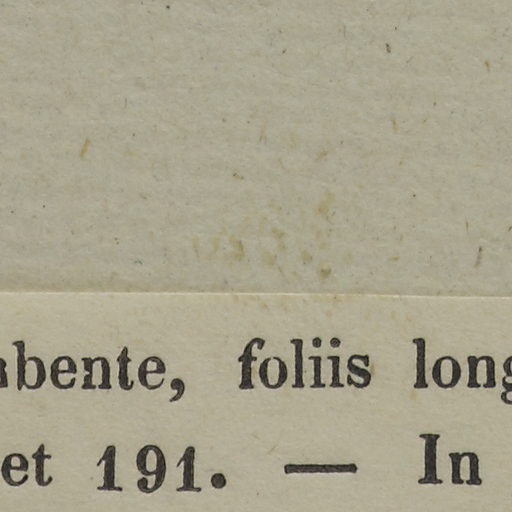 abente, foliis long
et 191. — In